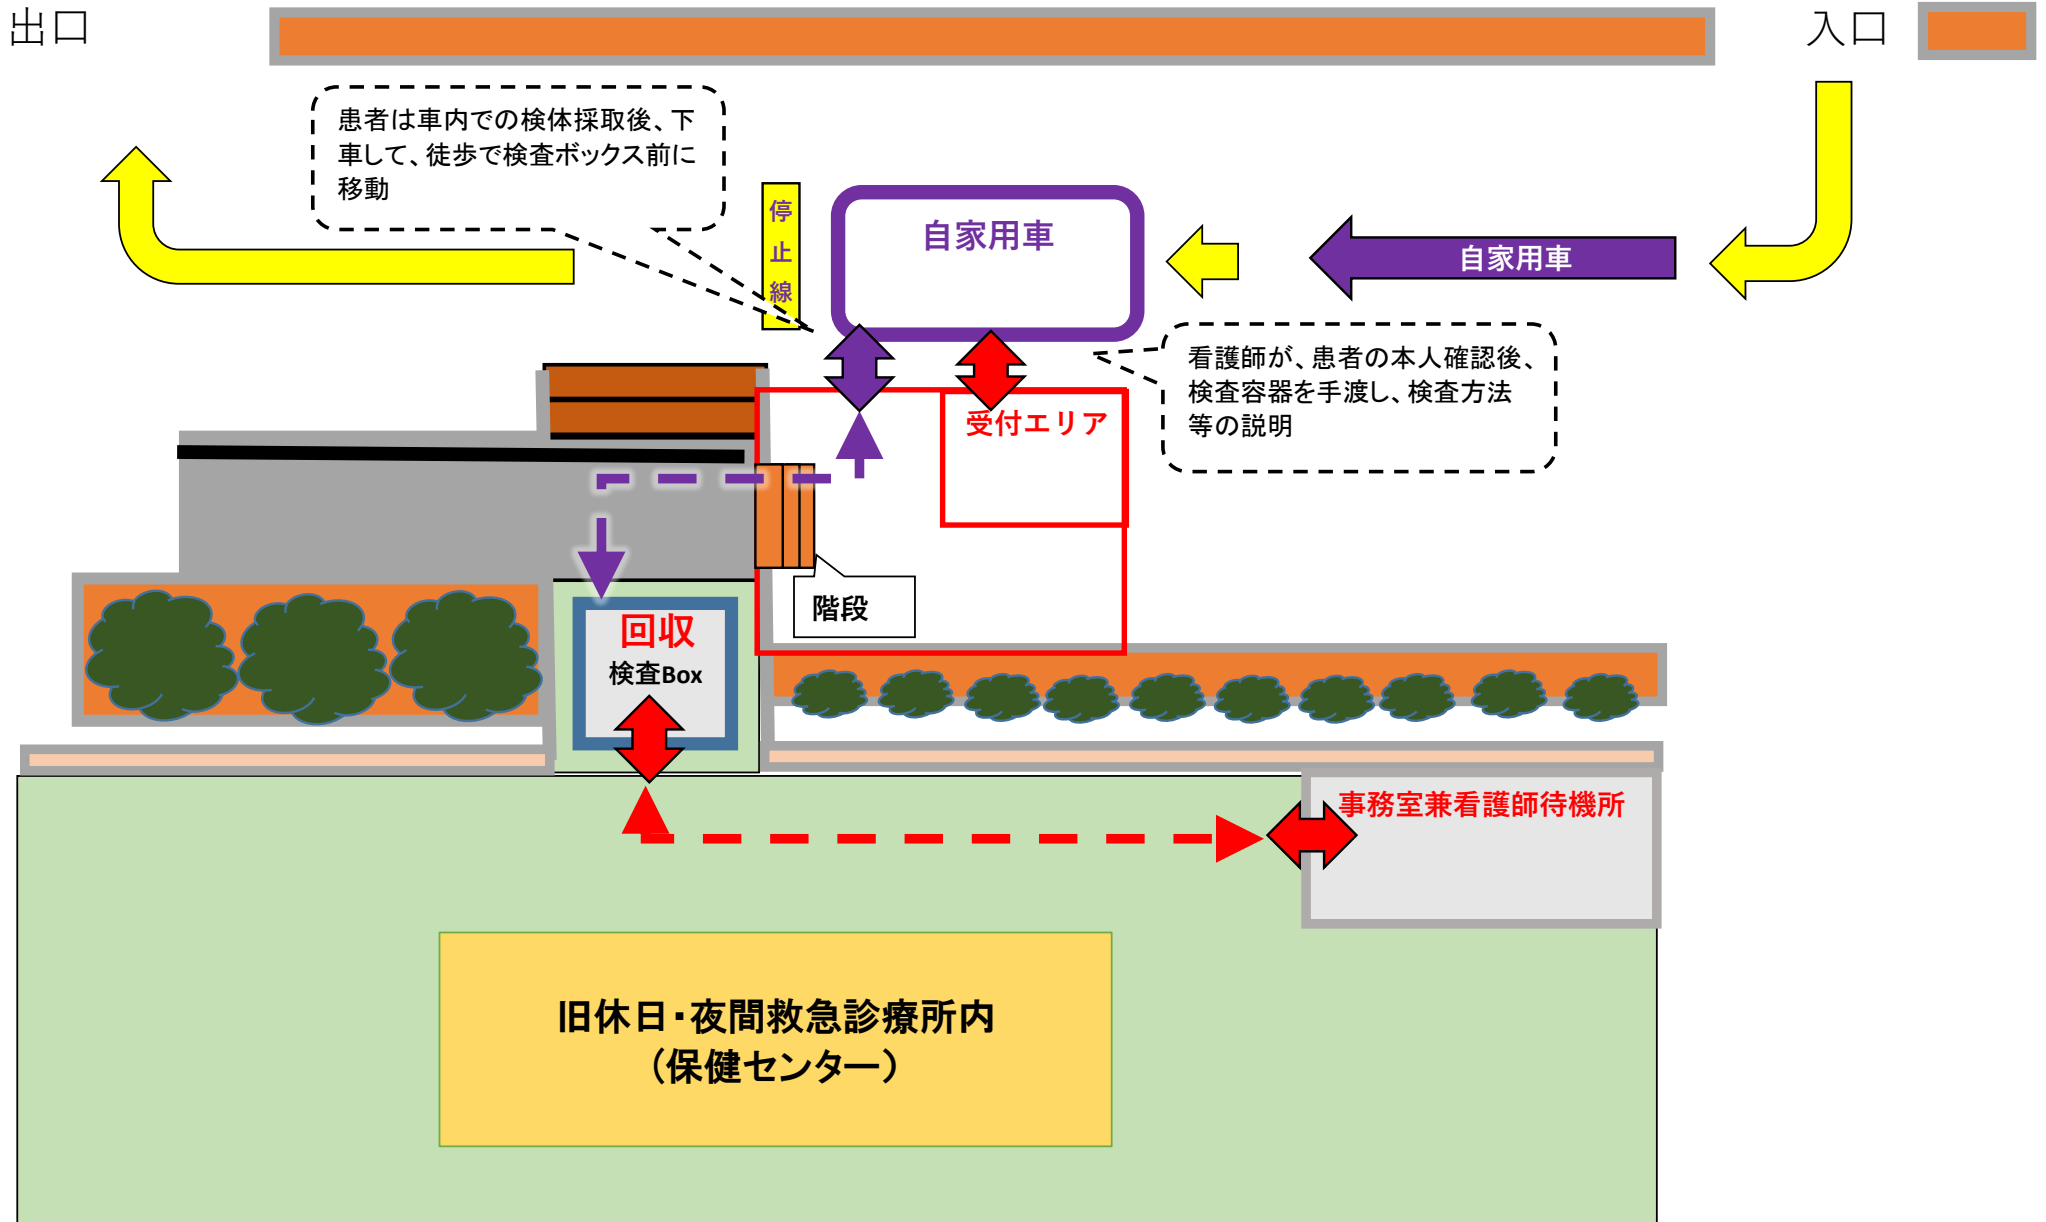 出口
入口
患者は車内での検体採取後、下
車して、徒歩で検査ボックス前に
移動
停
止
線
自家用車
自家用車
看護師が、患者の本人確認後、
検査容器を手渡し、検査方法
等の説明
受付エリア
階段
回収
検査Box
事務室兼看護師待機所
旧休日・夜間救急診療所内
（保健センター）